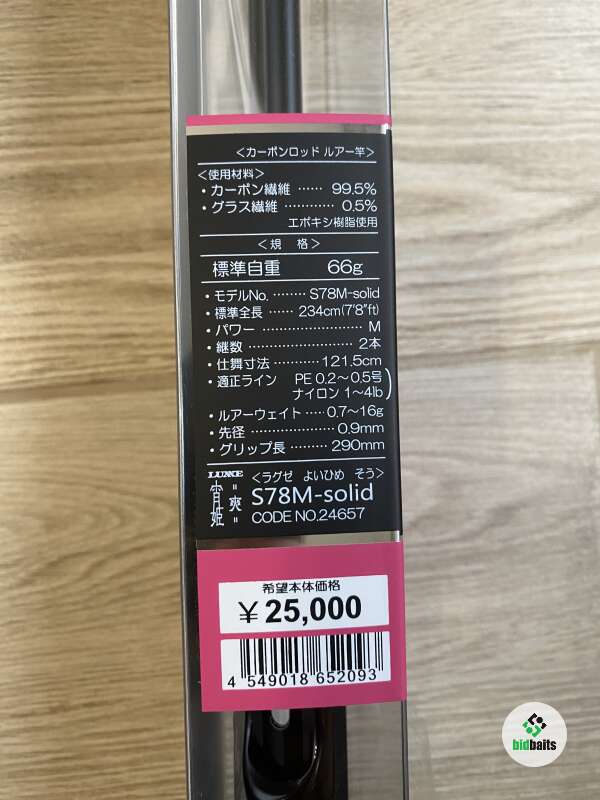 ＜カーボンロッド ルアー竿＞
＜使用材料＞
・カーボン繊維 …… 99.5%
・グラス繊維 ………… 0.5%
エポキシ樹脂使用
＜規 格＞
標準自重 66g
・モデルNo. ……… S78M-solid
・標準全長 …… 234cm(7'8"ft)
・パワー …………………… M
・継数 …………………… 2本
・仕舞寸法 ……… 121.5cm
・適正ライン PE 0.2～0.5号
ナイロン 1～4lb
・ルアーウェイト …… 0.7～16g
・先径 ………………… 0.9mm
・グリップ長 ……… 290mm
LUXXE ＜ラグゼ よいひめ そう＞
宵姫 爽 S78M-solid
CODE NO.24657
希望本体価格
￥25,000
4 549018 652093
bidbaits